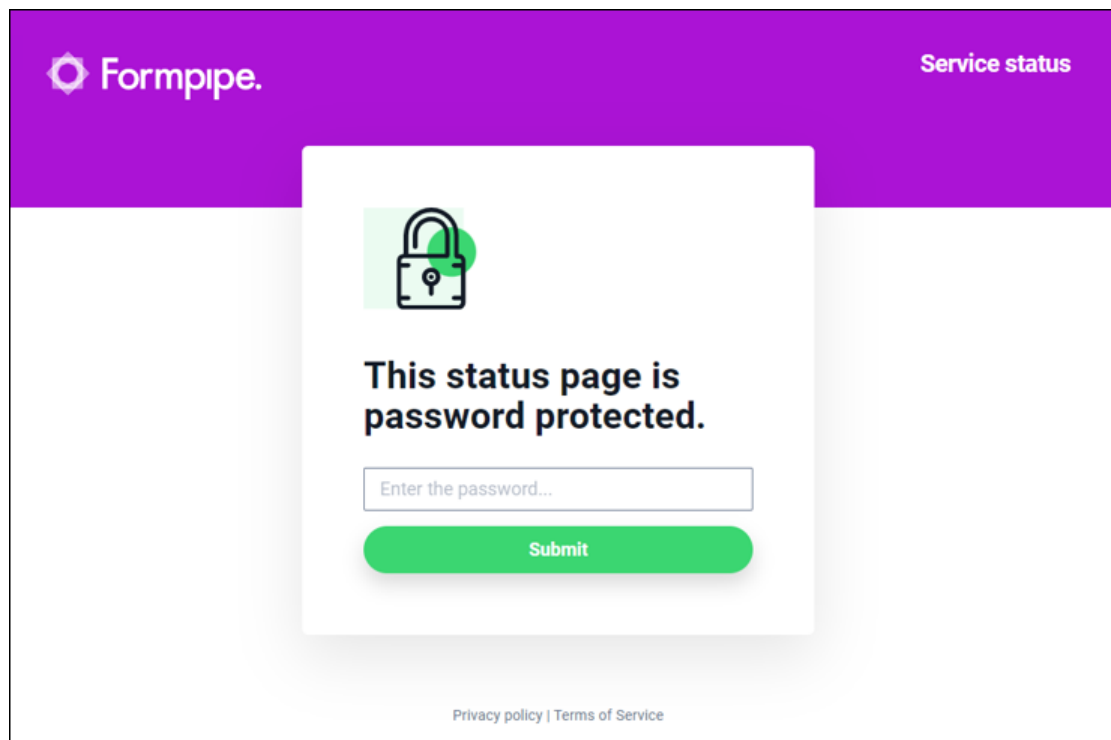 Formpipe.
Service status
This status page is
password protected.
Enter the password...
Submit
Privacy policy | Terms of Service